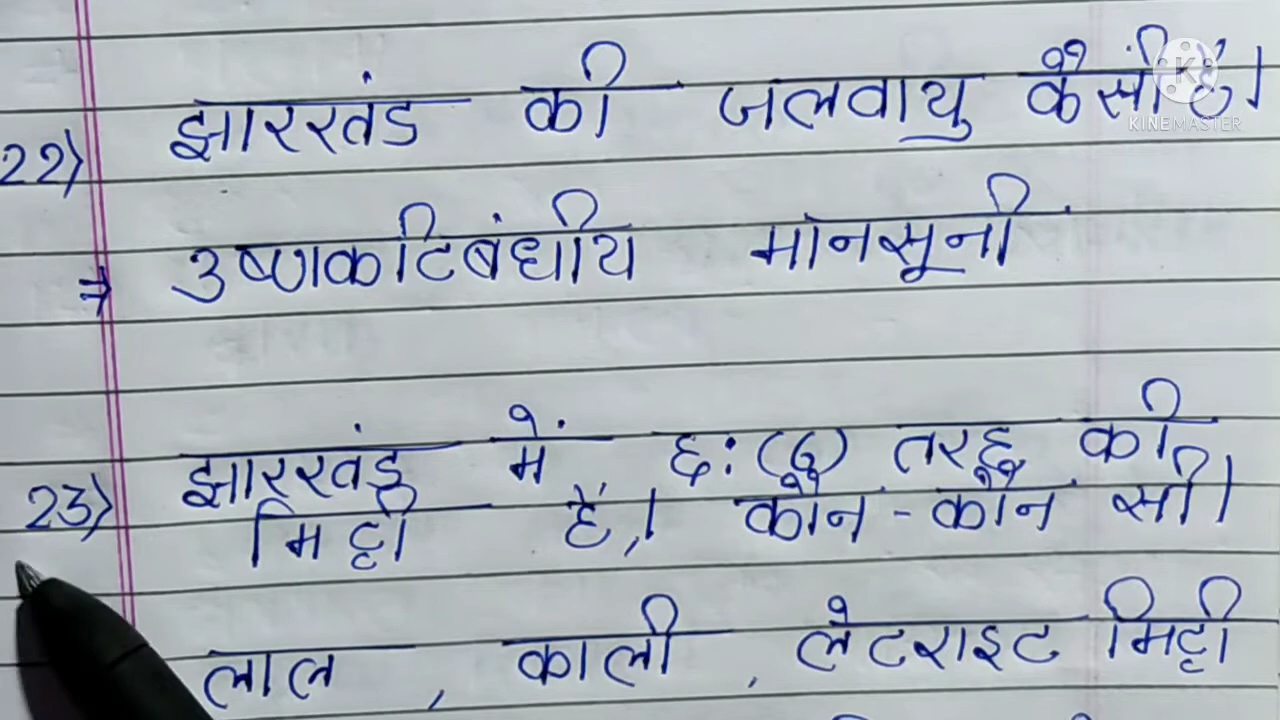 22) झारखंड की जलवायु कैसी है।
⇒ उष्णकटिबंधीय मानसूनी
23) झारखंड में छः (6) तरह की
मिट्टी है,। कौन - कौन सी।
लाल , काली , लेटराइट मिट्टी
KINEMASTER